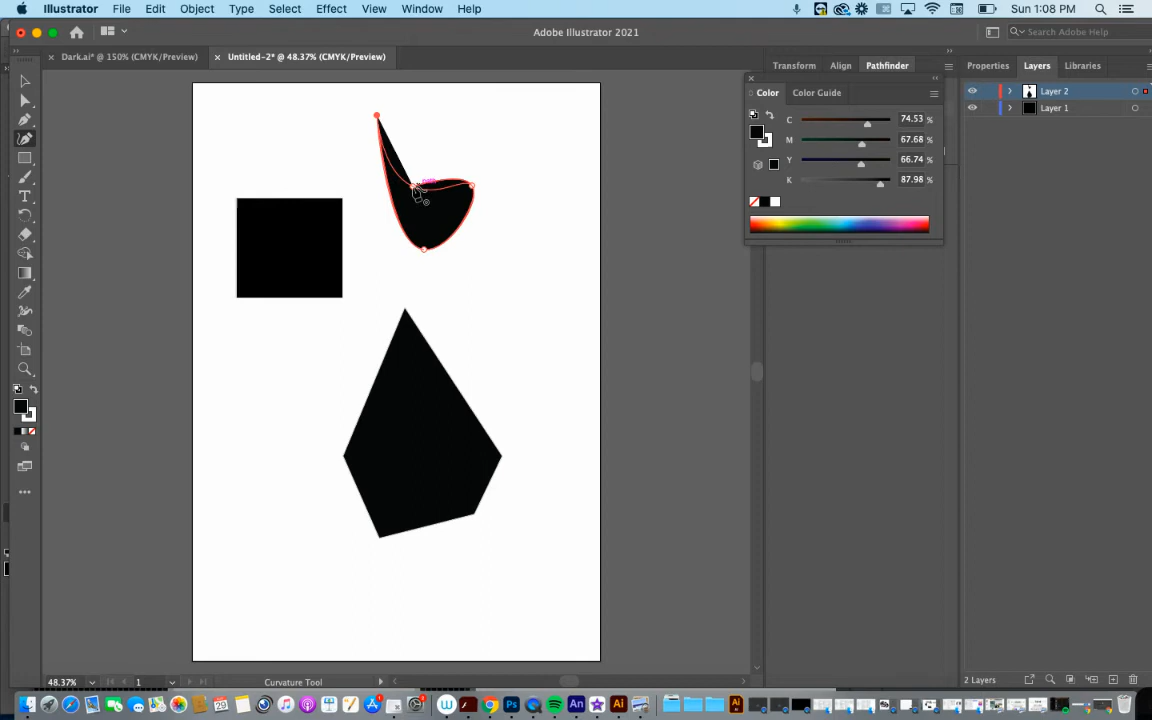 Illustrator File Edit Object Type Select Effect View Window Help Sun 1:08 PM
Adobe Illustrator 2021 Search Adobe Help
Dark.ai* @ 150% (CMYK/Preview) Untitled-2* @ 48.37% (CMYK/Preview)
Transform Align Pathfinder Properties Layers Libraries
Color Color Guide
Layer 2
Layer 1
C 74.53 %
M 67.68 %
Y 66.74 %
K 87.98 %
path
48.37% 1 Curvature Tool 2 Layers